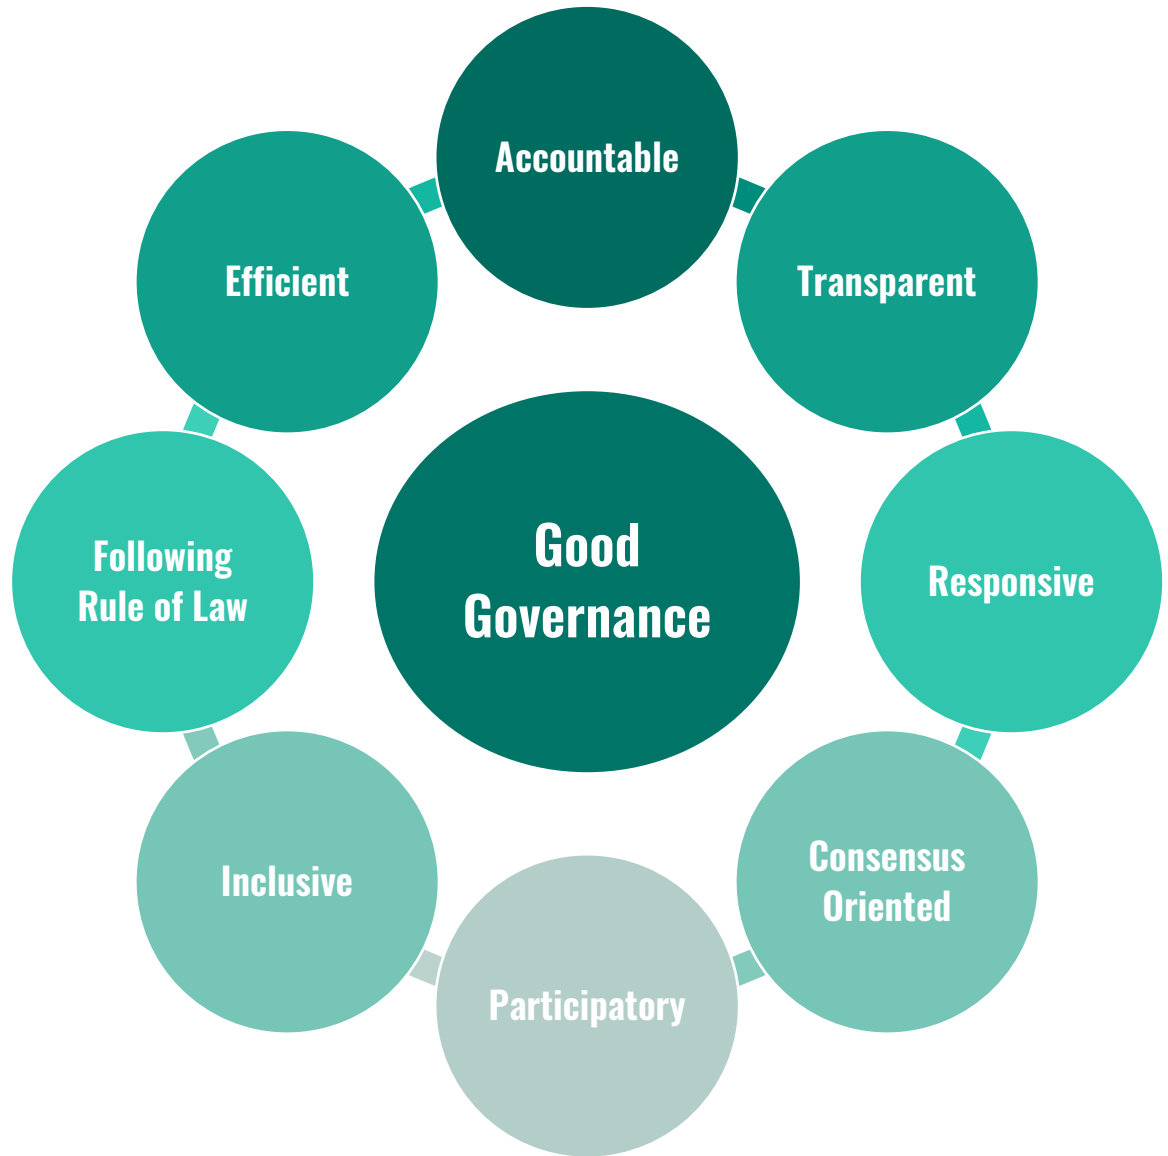 Accountable
Efficient
Transparent
Good
Governance
Following
Rule of Law
Responsive
Inclusive
Consensus
Oriented
Participatory